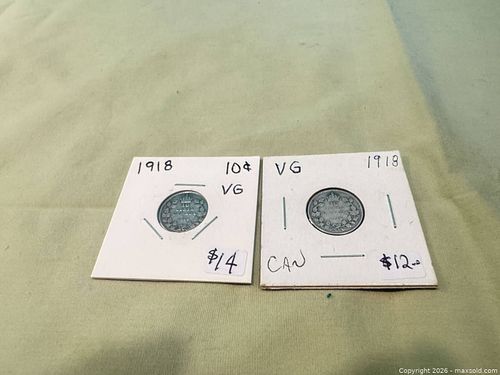 1918 10¢
VG
$14
VG 1918
CAN $12.00
Copyright 2026 - maxsold.com